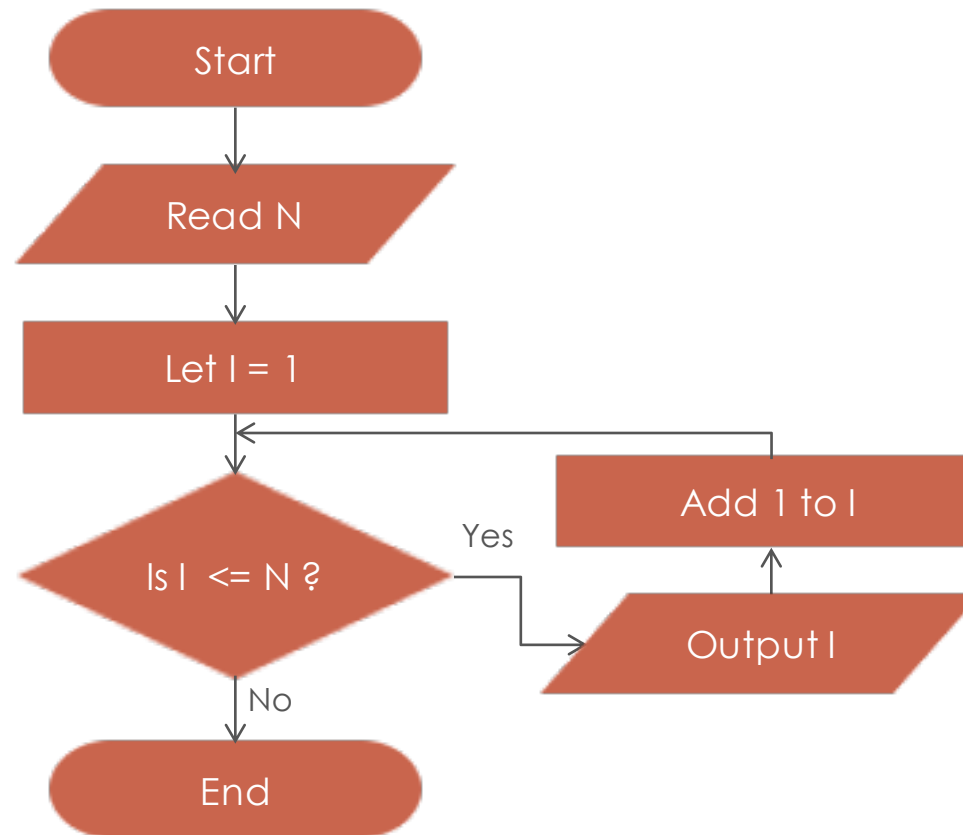 Start
Read N
Let I = 1
Is I <= N ?
Yes
Output I
Add 1 to I
No
End